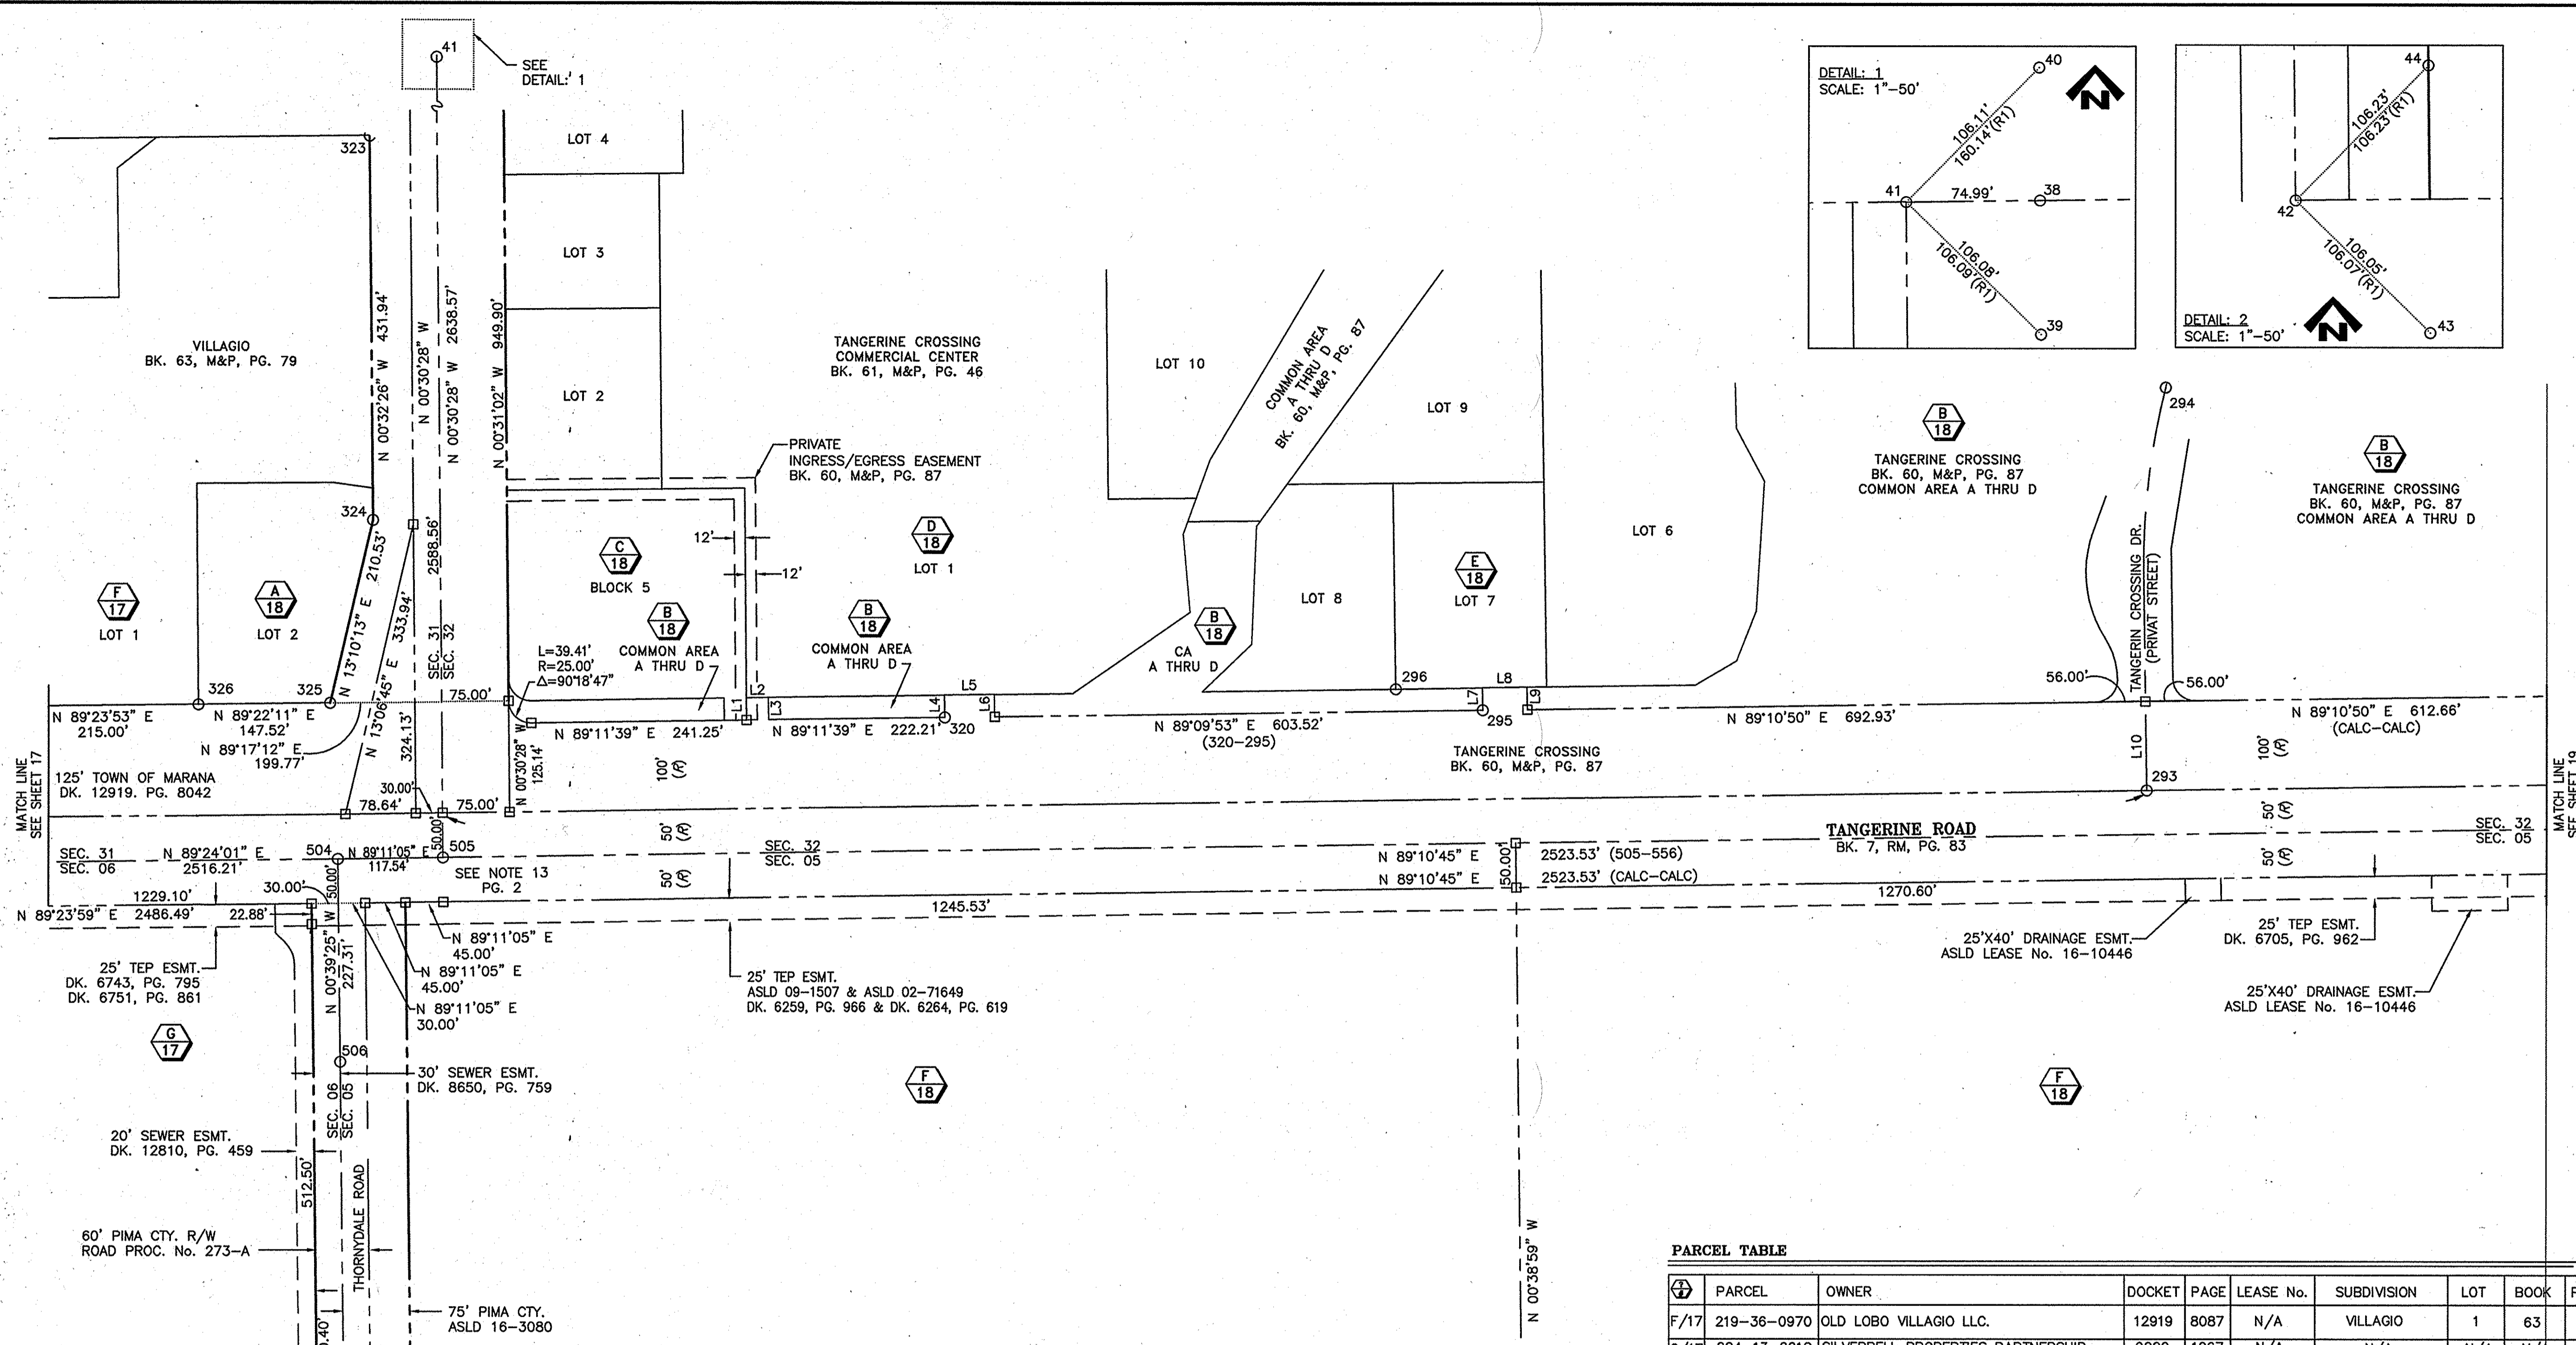 41
SEE
DETAIL:' 1
DETAIL: 1
SCALE: 1"-50'
40
106.11'
160.14'(R1)
41
74.99'
38
106.08'
106.09'(R1)
39
44
106.23'
106.23'(R1)
42
106.05'
106.07'(R1)
43
DETAIL: 2
SCALE: 1"-50'
N
N
323
LOT 4
LOT 3
LOT 2
VILLAGIO
BK. 63, M&P, PG. 79
N 00°32'26" W 431.94'
N 00°30'28" W
N 00°30'28" W 2638.57'
N 00°31'02" W 949.90'
TANGERINE CROSSING
COMMERCIAL CENTER
BK. 61, M&P, PG. 46
LOT 10
COMMON AREA
A THRU D
BK. 60, M&P, PG. 87
LOT 9
PRIVATE
INGRESS/EGRESS EASEMENT
BK. 60, M&P, PG. 87
B
18
TANGERINE CROSSING
BK. 60, M&P, PG. 87
COMMON AREA A THRU D
294
B
18
TANGERINE CROSSING
BK. 60, M&P, PG. 87
COMMON AREA A THRU D
324
N 13°10'13" E 210.53'
2588.56'
F
17
LOT 1
A
18
LOT 2
C
18
BLOCK 5
12'
12'
D
18
LOT 1
LOT 8
E
18
LOT 7
LOT 6
TANGERIN CROSSING DR.
(PRIVAT STREET)
N 13°06'45" E 333.94'
SEC. 31
SEC. 32
L=39.41'
R=25.00'
Δ=90°18'47"
B
18
COMMON AREA
A THRU D
B
18
COMMON AREA
A THRU D
B
18
CA
A THRU D
326
325
75.00'
L1
L2
L3
L4
L5
L6
296
L7
L8
L9
56.00'
56.00'
N 89°23'53" E
215.00'
N 89°22'11" E
147.52'
N 89°17'12" E
199.77'
324.13'
N 89°11'39" E 241.25'
N 89°11'39" E 222.21'
320
N 89°09'53" E 603.52'
(320-295)
295
N 89°10'50" E 692.93'
N 89°10'50" E 612.66'
(CALC-CALC)
L10
293
MATCH LINE
SEE SHEET 17
125' TOWN OF MARANA
DK. 12919. PG. 8042
N 00°30'28" W
125.14'
100'
(R)
TANGERINE CROSSING
BK. 60, M&P, PG. 87
100'
(R)
MATCH LINE
SEE SHEET 19
78.64'
30.00'
75.00'
50.00'
50'
(R)
50'
(R)
SEC. 31
SEC. 06
N 89°24'01" E
2516.21'
504
N 89°11'05" E
117.54'
505
SEC. 32
SEC. 05
N 89°10'45" E
2523.53' (505-556)
50.00'
N 89°10'45" E
2523.53' (CALC-CALC)
TANGERINE ROAD
BK. 7, RM, PG. 83
SEC. 32
SEC. 05
SEE NOTE 13
PG. 2
50'
(R)
50'
(R)
1229.10'
30.00'
50.00'
1245.53'
1270.60'
N 89°23'59" E 2486.49'
22.88'
N 00°39'25" W
227.31'
N 89°11'05" E
45.00'
N 89°11'05" E
45.00'
N 89°11'05" E
30.00'
25' TEP ESMT.
DK. 6743, PG. 795
DK. 6751, PG. 861
25' TEP ESMT.
ASLD 09-1507 & ASLD 02-71649
DK. 6259, PG. 966 & DK. 6264, PG. 619
25'X40' DRAINAGE ESMT.
ASLD LEASE No. 16-10446
25' TEP ESMT.
DK. 6705, PG. 962
25'X40' DRAINAGE ESMT.
ASLD LEASE No. 16-10446
G
17
506
30' SEWER ESMT.
DK. 8650, PG. 759
F
18
F
18
SEC. 06
SEC. 05
20' SEWER ESMT.
DK. 12810, PG. 459
512.50'
THORNYDALE ROAD
60' PIMA CTY. R/W
ROAD PROC. No. 273-A
75' PIMA CTY.
ASLD 16-3080
N 00°38'59" W
PARCEL TABLE
PARCEL OWNER DOCKET PAGE LEASE No. SUBDIVISION LOT BOOK
F/17 219-36-0970 OLD LOBO VILLAGIO LLC. 12919 8087 N/A VILLAGIO 1 63